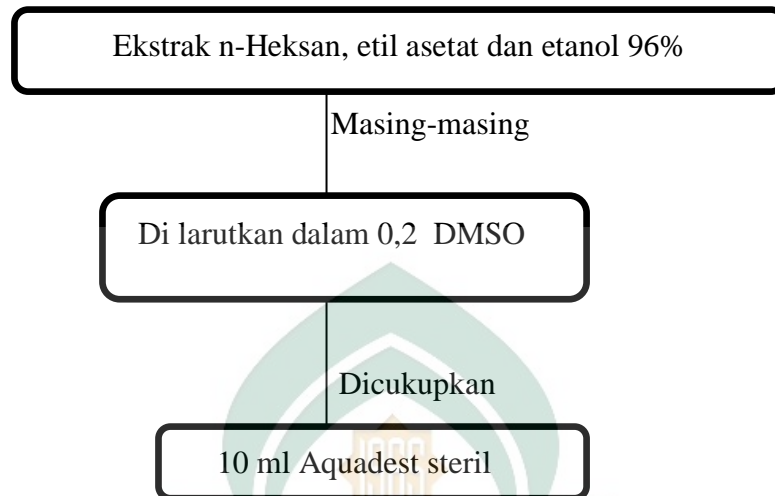 Ekstrak n-Heksan, etil asetat dan etanol 96%
Masing-masing
Di larutkan dalam 0,2 DMSO
Dicukupkan
10 ml Aquadest steril